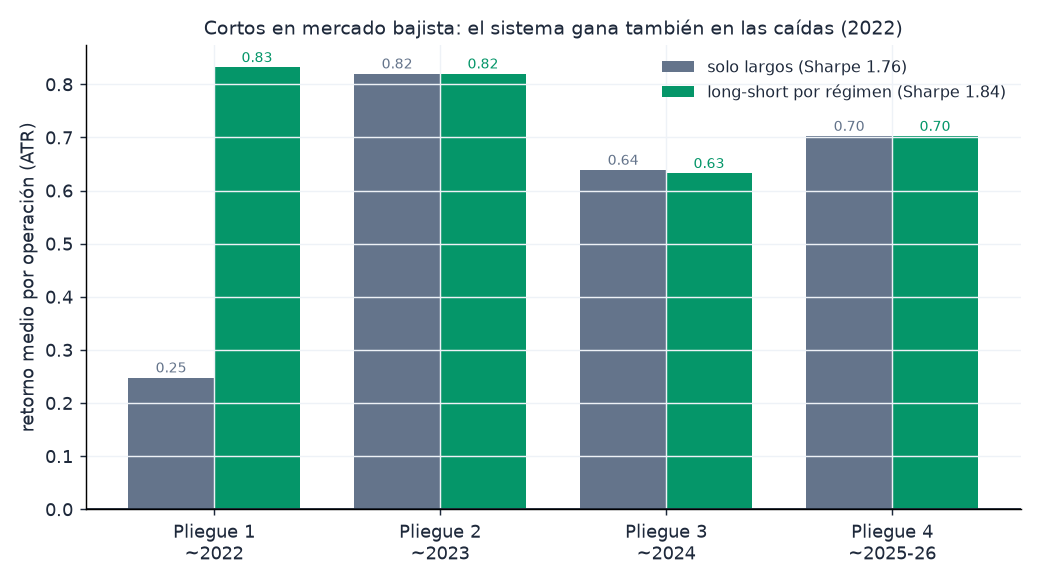 Cortos en mercado bajista: el sistema gana también en las caídas (2022)
solo largos (Sharpe 1.76)
long-short por régimen (Sharpe 1.84)
retorno medio por operación (ATR)
0.8
0.7
0.6
0.5
0.4
0.3
0.2
0.1
0.0
0.25
0.83
0.82
0.82
0.64
0.63
0.70
0.70
Pliegue 1
~2022
Pliegue 2
~2023
Pliegue 3
~2024
Pliegue 4
~2025-26